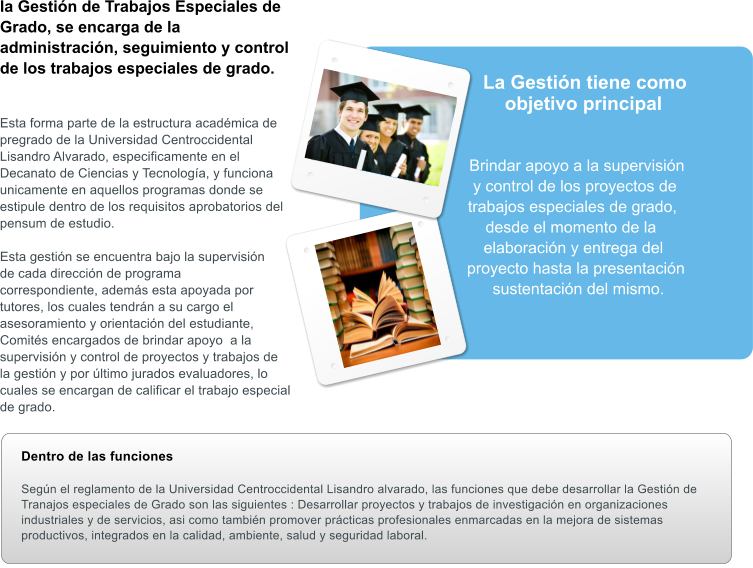 la Gestión de Trabajos Especiales de
Grado, se encarga de la
administración, seguimiento y control
de los trabajos especiales de grado.
Esta forma parte de la estructura académica de
pregrado de la Universidad Centroccidental
Lisandro Alvarado, especificamente en el
Decanato de Ciencias y Tecnología, y funciona
unicamente en aquellos programas donde se
estipule dentro de los requisitos aprobatorios del
pensum de estudio.
Esta gestión se encuentra bajo la supervisión
de cada dirección de programa
correspondiente, además esta apoyada por
tutores, los cuales tendrán a su cargo el
asesoramiento y orientación del estudiante,
Comités encargados de brindar apoyo  a la
supervisión y control de proyectos y trabajos de
la gestión y por último jurados evaluadores, lo
cuales se encargan de calificar el trabajo especial
de grado.
La Gestión tiene como
objetivo principal
Brindar apoyo a la supervisión
y control de los proyectos de
trabajos especiales de grado,
desde el momento de la
elaboración y entrega del
proyecto hasta la presentación
sustentación del mismo.
Dentro de las funciones
Según el reglamento de la Universidad Centroccidental Lisandro alvarado, las funciones que debe desarrollar la Gestión de
Tranajos especiales de Grado son las siguientes : Desarrollar proyectos y trabajos de investigación en organizaciones
industriales y de servicios, asi como también promover prácticas profesionales enmarcadas en la mejora de sistemas
productivos, integrados en la calidad, ambiente, salud y seguridad laboral.